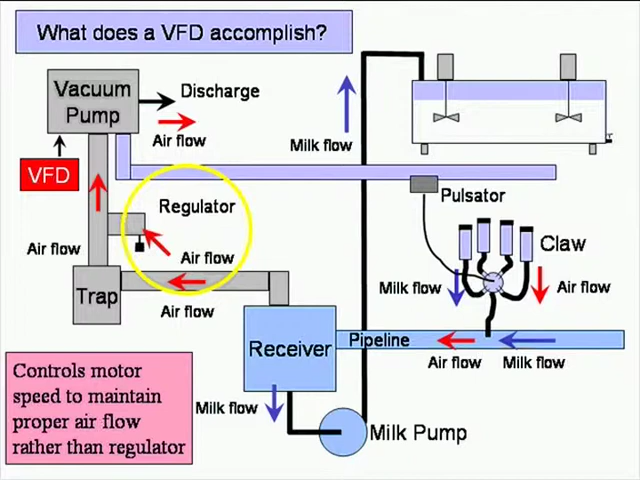 What does a VFD accomplish?
Vacuum
Pump
Discharge
Air flow
Milk flow
VFD
Regulator
Pulsator
Air flow
Air flow
Claw
Trap
Air flow
Milk flow
Air flow
Receiver
Pipeline
Air flow
Milk flow
Controls motor
speed to maintain
proper air flow
rather than regulator
Milk flow
Milk Pump